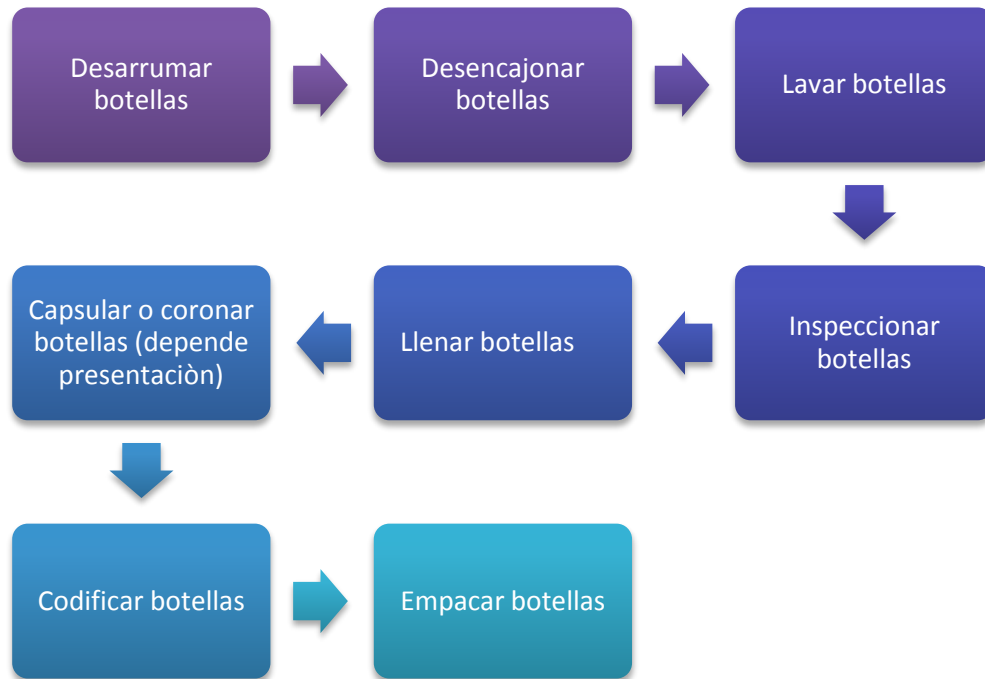 Desarrumar
botellas
Desencajonar
botellas
Lavar botellas
Inspeccionar
botellas
Llenar botellas
Capsular o coronar
botellas (depende
presentaciòn)
Codificar botellas
Empacar botellas